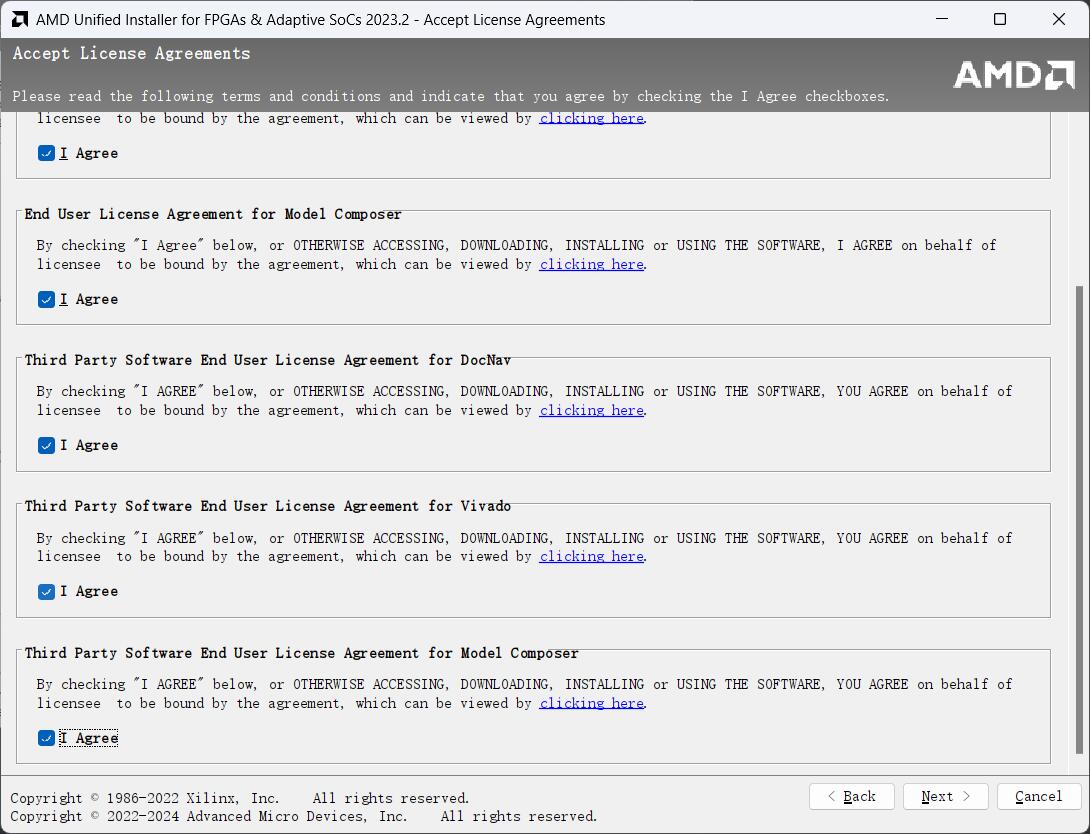 AMD Unified Installer for FPGAs & Adaptive SoCs 2023.2 - Accept License Agreements
Accept License Agreements
AMD
Please read the following terms and conditions and indicate that you agree by checking the I Agree checkboxes.
licensee  to be bound by the agreement, which can be viewed by clicking here.
I Agree
End User License Agreement for Model Composer
By checking "I Agree" below, or OTHERWISE ACCESSING, DOWNLOADING, INSTALLING or USING THE SOFTWARE, I AGREE on behalf of
licensee  to be bound by the agreement, which can be viewed by clicking here.
I Agree
Third Party Software End User License Agreement for DocNav
By checking "I AGREE" below, or OTHERWISE ACCESSING, DOWNLOADING, INSTALLING or USING THE SOFTWARE, YOU AGREE on behalf of
licensee  to be bound by the agreement, which can be viewed by clicking here.
I Agree
Third Party Software End User License Agreement for Vivado
By checking "I AGREE" below, or OTHERWISE ACCESSING, DOWNLOADING, INSTALLING or USING THE SOFTWARE, YOU AGREE on behalf of
licensee  to be bound by the agreement, which can be viewed by clicking here.
I Agree
Third Party Software End User License Agreement for Model Composer
By checking "I AGREE" below, or OTHERWISE ACCESSING, DOWNLOADING, INSTALLING or USING THE SOFTWARE, YOU AGREE on behalf of
licensee  to be bound by the agreement, which can be viewed by clicking here.
I Agree
Copyright © 1986-2022 Xilinx, Inc.    All rights reserved.
Copyright © 2022-2024 Advanced Micro Devices, Inc.    All rights reserved.
< Back
Next >
Cancel